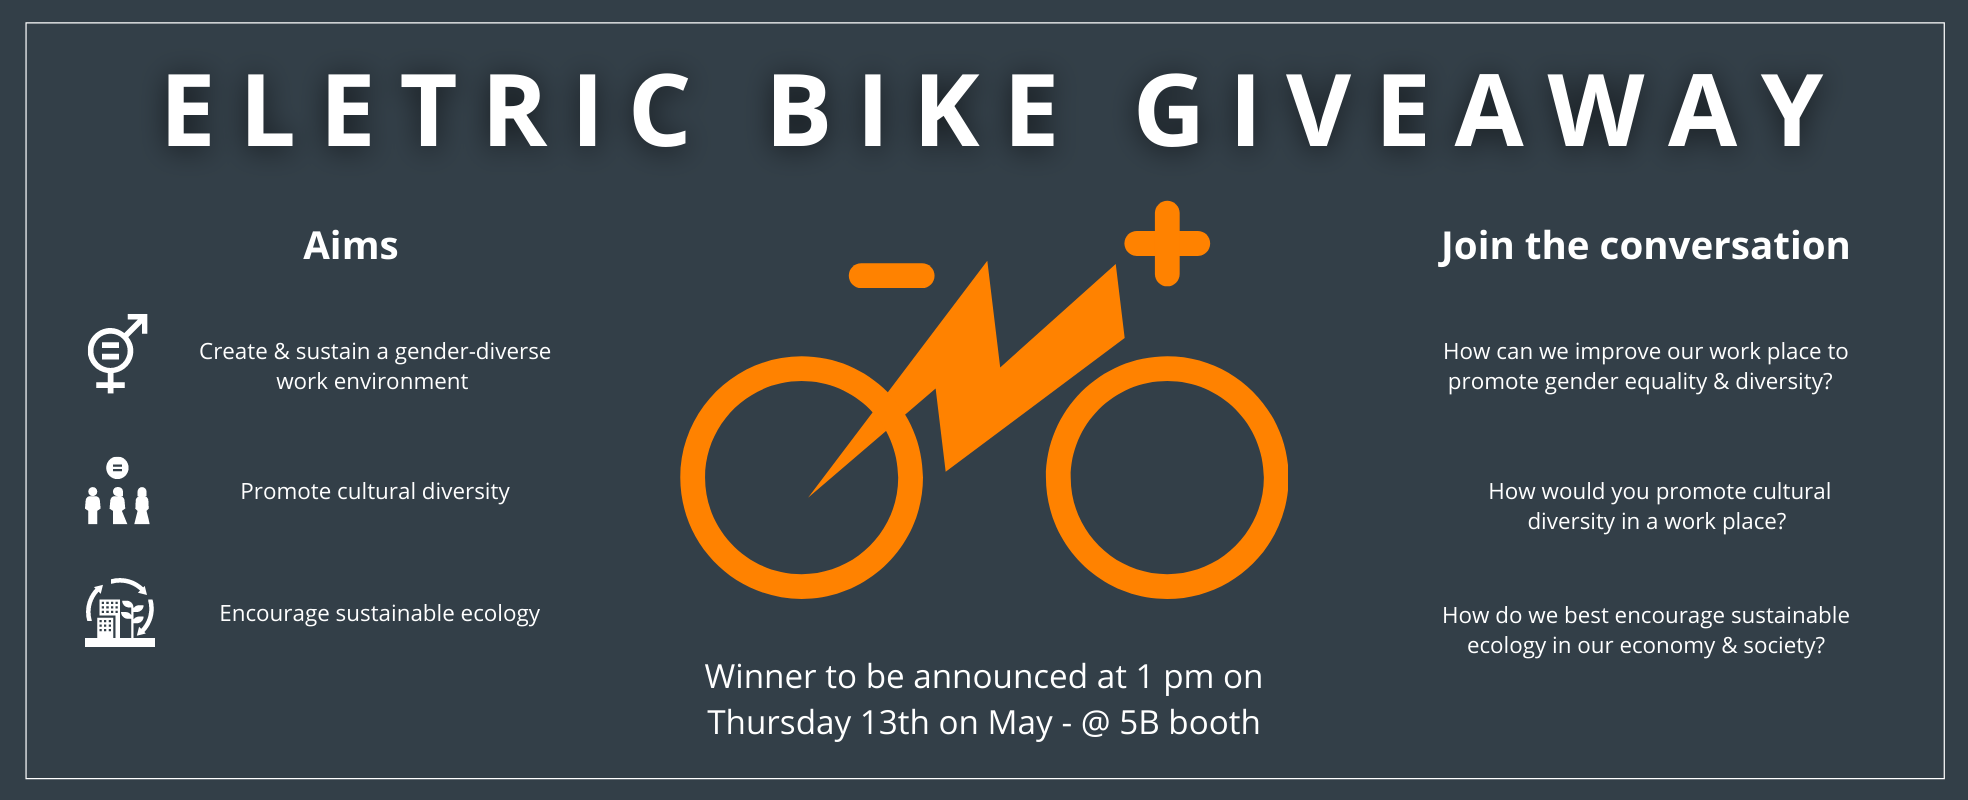 ELETRIC BIKE GIVEAWAY
Aims
Create & sustain a gender-diverse
work environment
Promote cultural diversity
Encourage sustainable ecology
Winner to be announced at 1 pm on
Thursday 13th on May - @ 5B booth
Join the conversation
How can we improve our work place to
promote gender equality & diversity?
How would you promote cultural
diversity in a work place?
How do we best encourage sustainable
ecology in our economy & society?